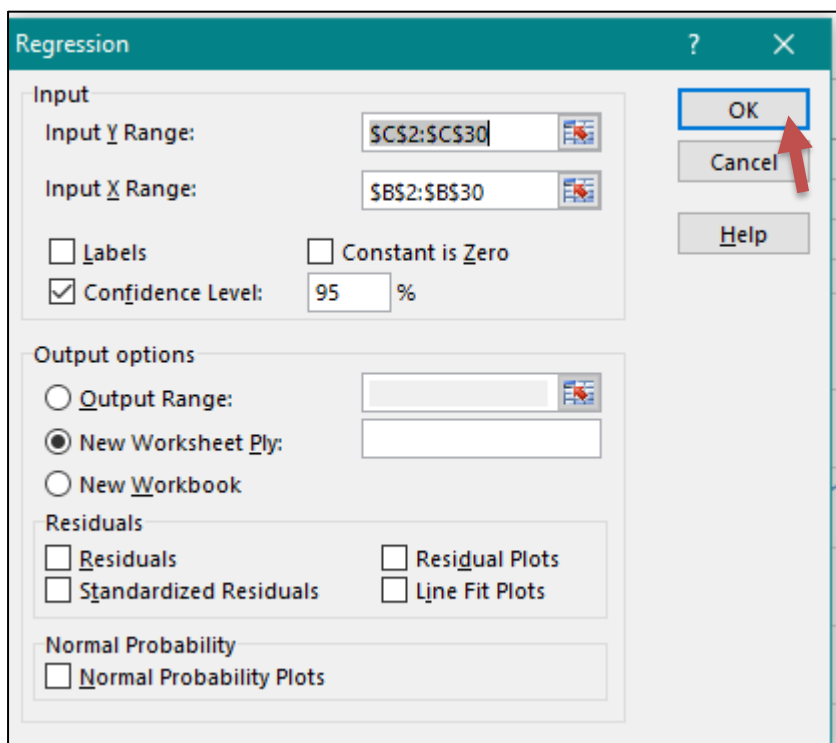 Regression ?
Input
Input Y Range: $C$2:$C$30
Input X Range: $B$2:$B$30
Labels Constant is Zero
Confidence Level: 95 %
Output options
Output Range:
New Worksheet Ply:
New Workbook
Residuals
Residuals Residual Plots
Standardized Residuals Line Fit Plots
Normal Probability
Normal Probability Plots
OK
Cancel
Help